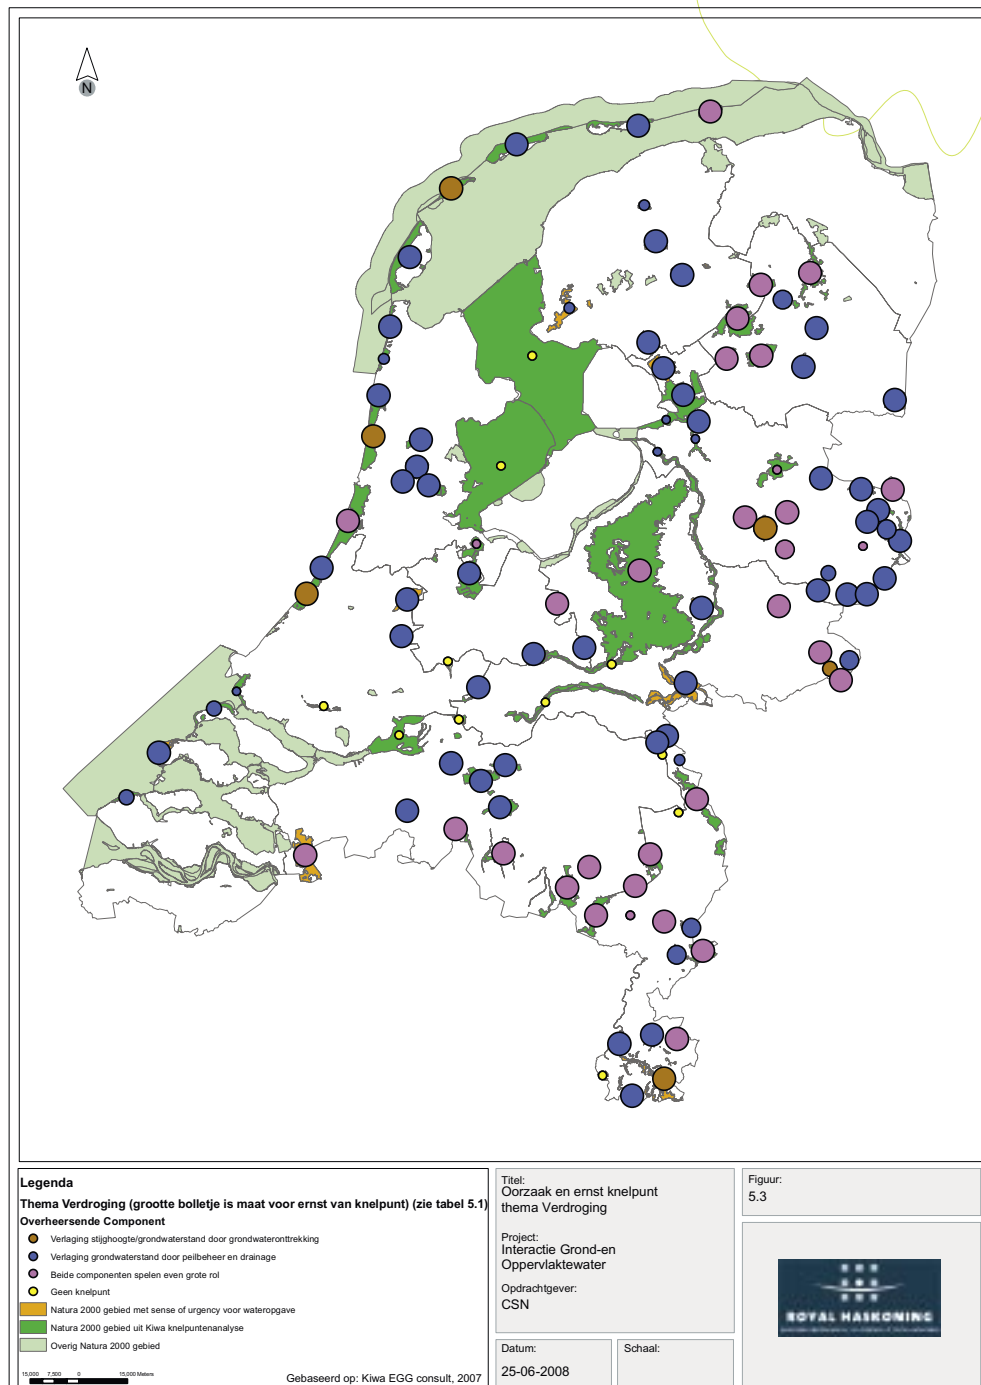 N
Legenda
Thema Verdroging (grootte bolletje is maat voor ernst van knelpunt) (zie tabel 5.1)
Overheersende Component
Verlaging stijghoogte/grondwaterstand door grondwateronttrekking
Verlaging grondwaterstand door peilbeheer en drainage
Beide componenten spelen even grote rol
Geen knelpunt
Natura 2000 gebied met sense of urgency voor wateropgave
Natura 2000 gebied uit Kiwa knelpuntenanalyse
Overig Natura 2000 gebied
15,000 7,500 0 15,000 Meters
Gebaseerd op: Kiwa EGG consult, 2007
Titel:
Oorzaak en ernst knelpunt
thema Verdroging
Project:
Interactie Grond-en
Oppervlaktewater
Opdrachtgever:
CSN
Datum:
25-06-2008
Schaal:
Figuur:
5.3
ROYAL HASKONING